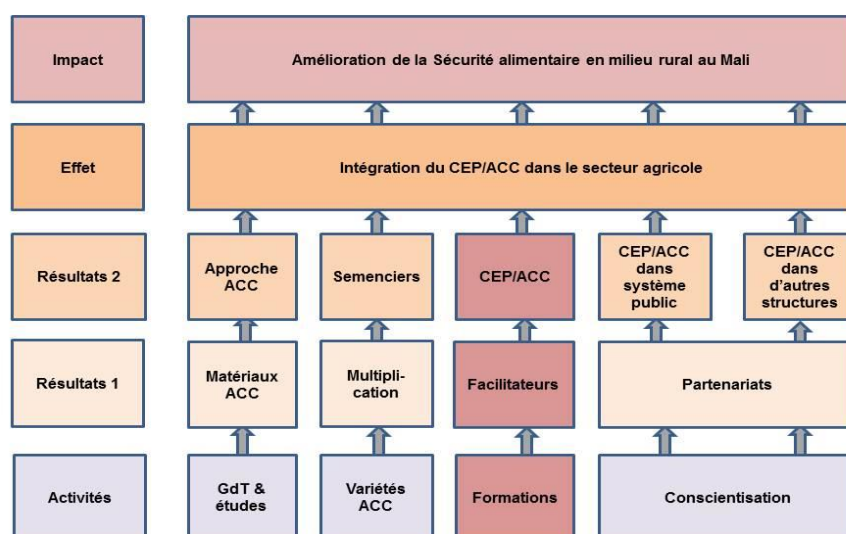 Impact
Amélioration de la Sécurité alimentaire en milieu rural au Mali
Effet
Intégration du CEP/ACC dans le secteur agricole
Résultats 2
Approche
ACC
Semenciers
CEP/ACC
CEP/ACC
dans
système
public
CEP/ACC
dans
d'autres
structures
Résultats 1
Matériaux
ACC
Multipli-
cation
Facilitateurs
Partenariats
Activités
GdT &
études
Variétés
ACC
Formations
Conscientisation